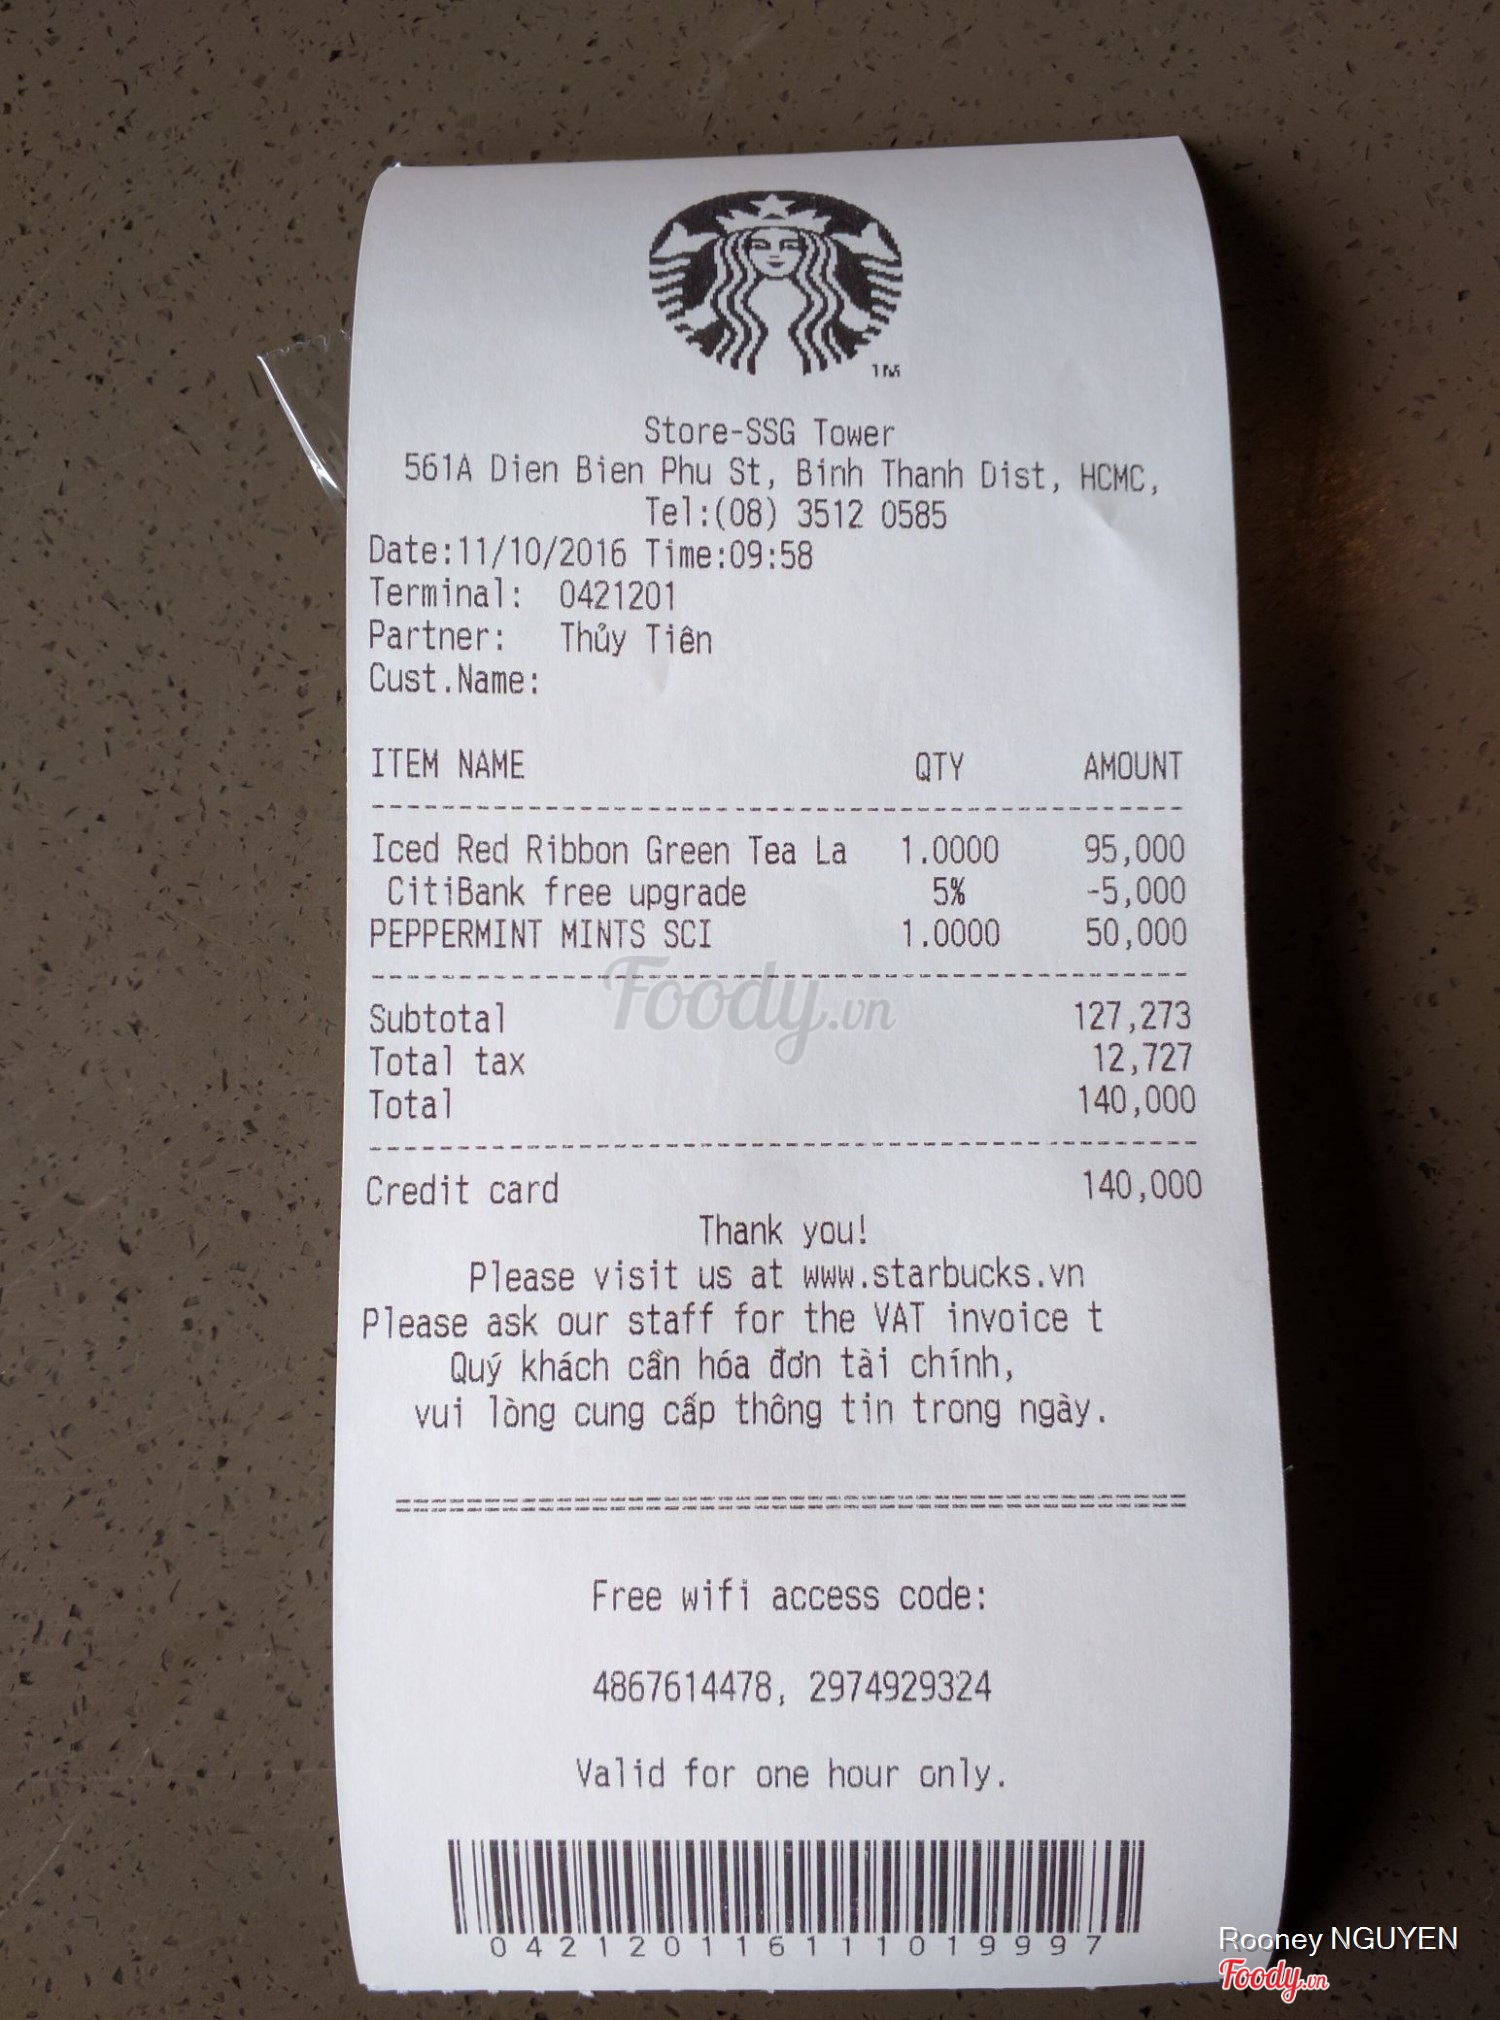 TM
Store-SSG Tower
561A Dien Bien Phu St, Binh Thanh Dist, HCMC,
Tel:(08) 3512 0585
Date:11/10/2016 Time:09:58
Terminal: 0421201
Partner: Thủy Tiên
Cust.Name:
ITEM NAME QTY AMOUNT
Iced Red Ribbon Green Tea La 1.0000 95,000
CitiBank free upgrade 5% -5,000
PEPPERMINT MINTS SCI 1.0000 50,000
Foody.vn
Subtotal 127,273
Total tax 12,727
Total 140,000
Credit card 140,000
Thank you!
Please visit us at www.starbucks.vn
Please ask our staff for the VAT invoice t
Quý khách cần hóa đơn tài chính,
vui lòng cung cấp thông tin trong ngày.
Free wifi access code:
4867614478, 2974929324
Valid for one hour only.
042120116111019997
Rooney NGUYEN
Foody.vn